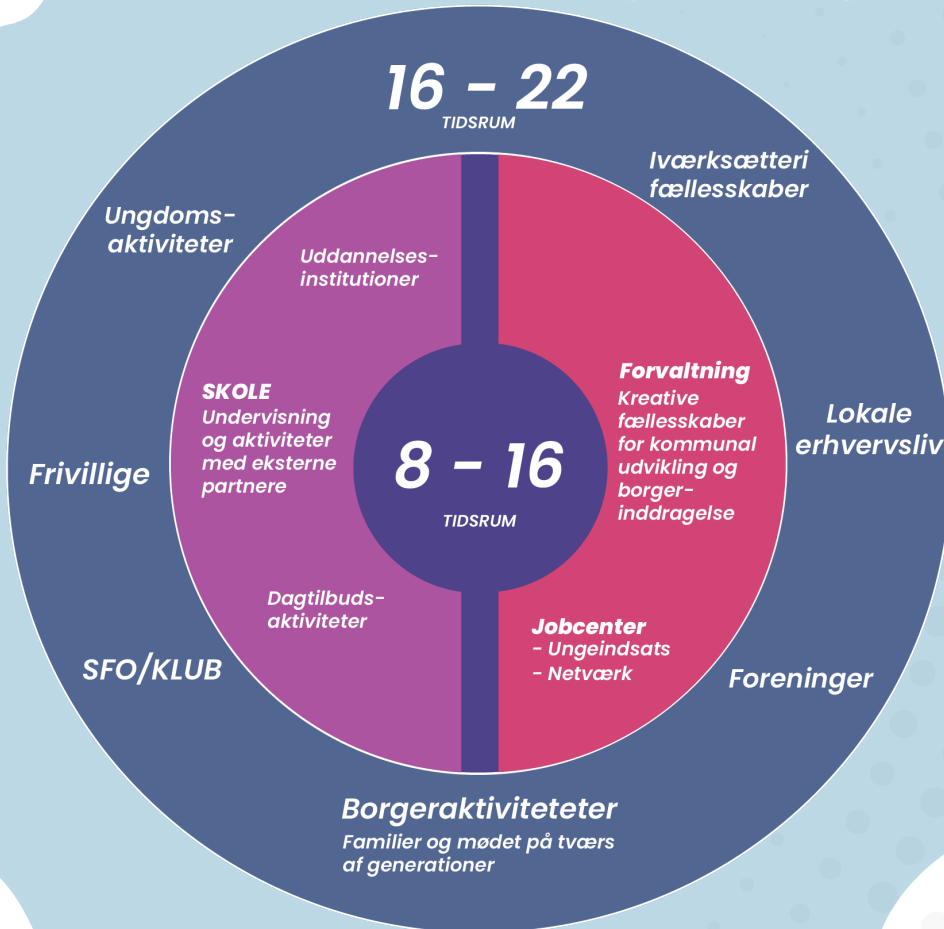 16 - 22
TIDSRUM
Iværksætteri
fællesskaber
Ungdoms-
aktiviteter
Uddannelses-
institutioner
SKOLE
Undervisning
og aktiviteter
med eksterne
partnere
Forvaltning
Kreative
fællesskaber
for kommunal
udvikling og
borger-
inddragelse
Lokale
erhvervsliv
Frivillige
8 - 16
TIDSRUM
Dagtilbuds-
aktiviteter
Jobcenter
- Ungeindsats
- Netværk
SFO/KLUB
Foreninger
Borgeraktiviteteter
Familier og mødet på tværs
af generationer